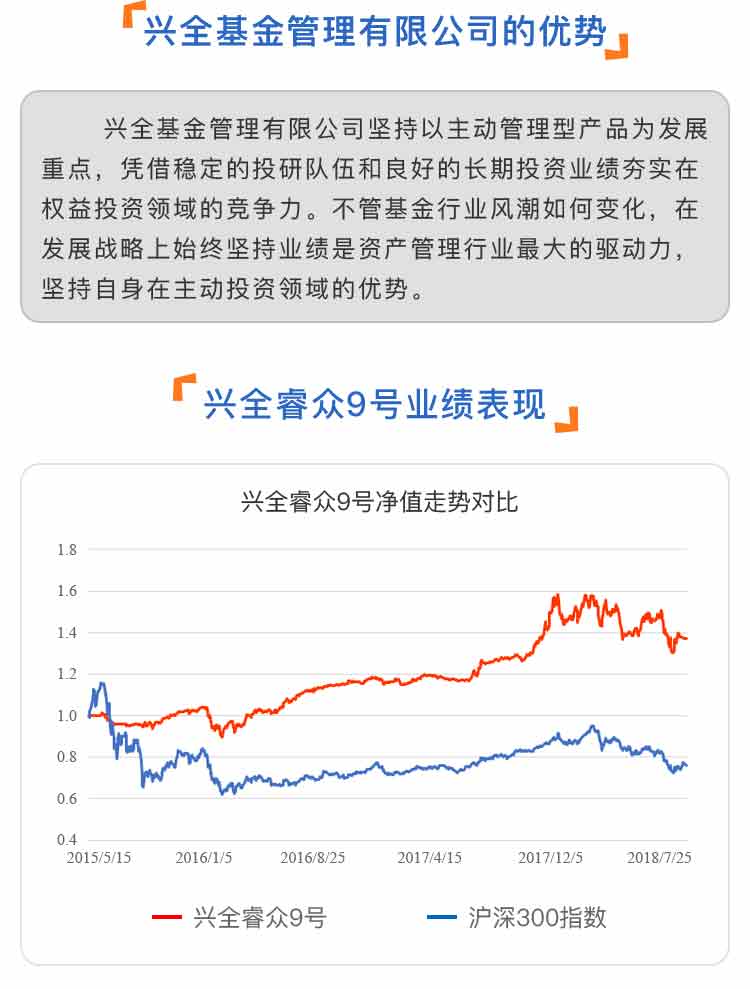 兴全基金管理有限公司的优势
兴全基金管理有限公司坚持以主动管理型产品为发展
重点，凭借稳定的投研队伍和良好的长期投资业绩夯实在
权益投资领域的竞争力。不管基金行业风潮如何变化，在
发展战略上始终坚持业绩是资产管理行业最大的驱动力，
坚持自身在主动投资领域的优势。
兴全睿众9号业绩表现
兴全睿众9号净值走势对比
1.8
1.6
1.4
1.2
1.0
0.8
0.6
0.4
2015/5/15 2016/1/5 2016/8/25 2017/4/15 2017/12/5 2018/7/25
兴全睿众9号 沪深300指数